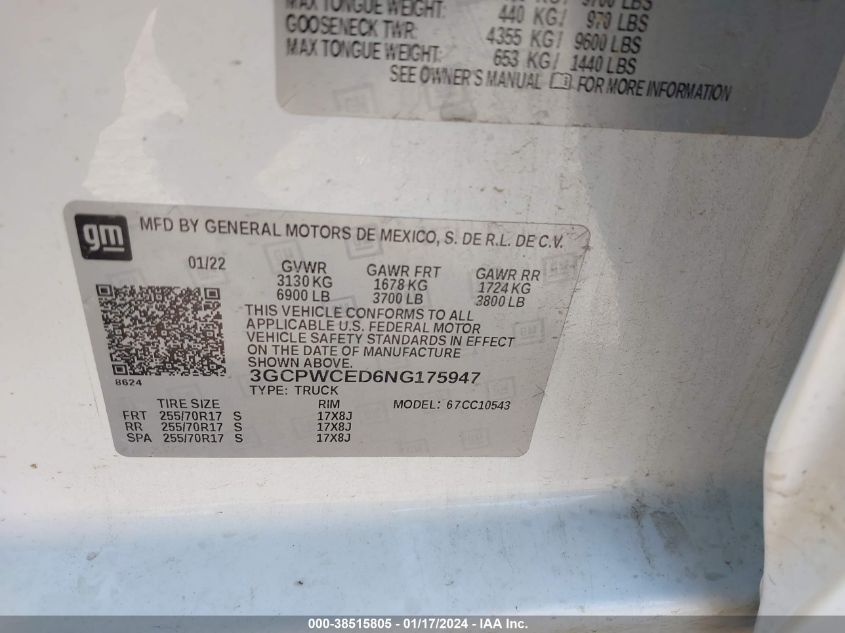 MAX TONGUE WEIGHT: 440 KG/ 970 LBS
GOOSENECK TWR: 4355 KG/ 9600 LBS
MAX TONGUE WEIGHT: 653 KG/ 1440 LBS
SEE OWNER'S MANUAL FOR MORE INFORMATION
gm
MFD BY GENERAL MOTORS DE MEXICO, S. DE R.L. DE C.V.
01/22 GVWR GAWR FRT GAWR RR
3130 KG 1678 KG 1724 KG
6900 LB 3700 LB 3800 LB
THIS VEHICLE CONFORMS TO ALL
APPLICABLE U.S. FEDERAL MOTOR
VEHICLE SAFETY STANDARDS IN EFFECT
ON THE DATE OF MANUFACTURE
SHOWN ABOVE.
8624
3GCPWCED6NG175947
TYPE: TRUCK
TIRE SIZE RIM MODEL: 67CC10543
FRT 255/70R17 S 17X8J
RR 255/70R17 S 17X8J
SPA 255/70R17 S 17X8J
000-38515805 - 01/17/2024 - IAAI.com